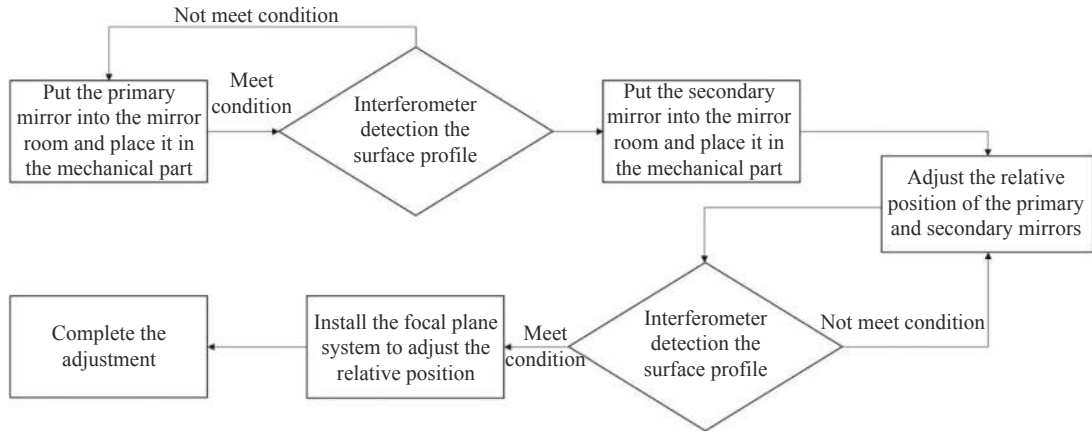 Not meet condition
Put the primary
mirror into the mirror
room and place it in
the mechanical part
Meet
condition
Interferometer
detection the
surface profile
Put the secondary
mirror into the mirror
room and place it in
the mechanical part
Adjust the relative
position of the primary
and secondary mirrors
Interferometer
detection the
surface profile
Not meet condition
Meet
condition
Install the focal plane
system to adjust the
relative position
Complete the
adjustment